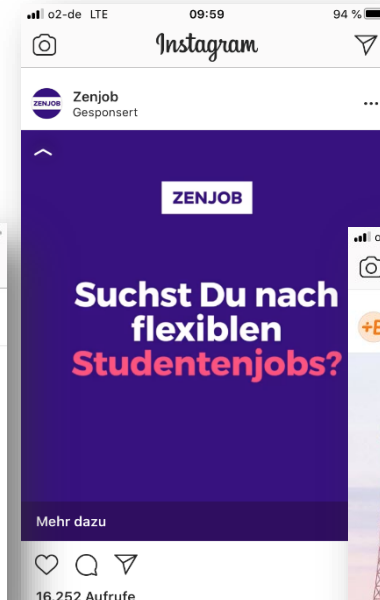 o2-de LTE 09:59 94 %
Instagram
ZENJOB
Zenjob
Gesponsert
ZENJOB
Suchst Du nach
flexiblen
Studentenjobs?
Mehr dazu
16.252 Aufrufe